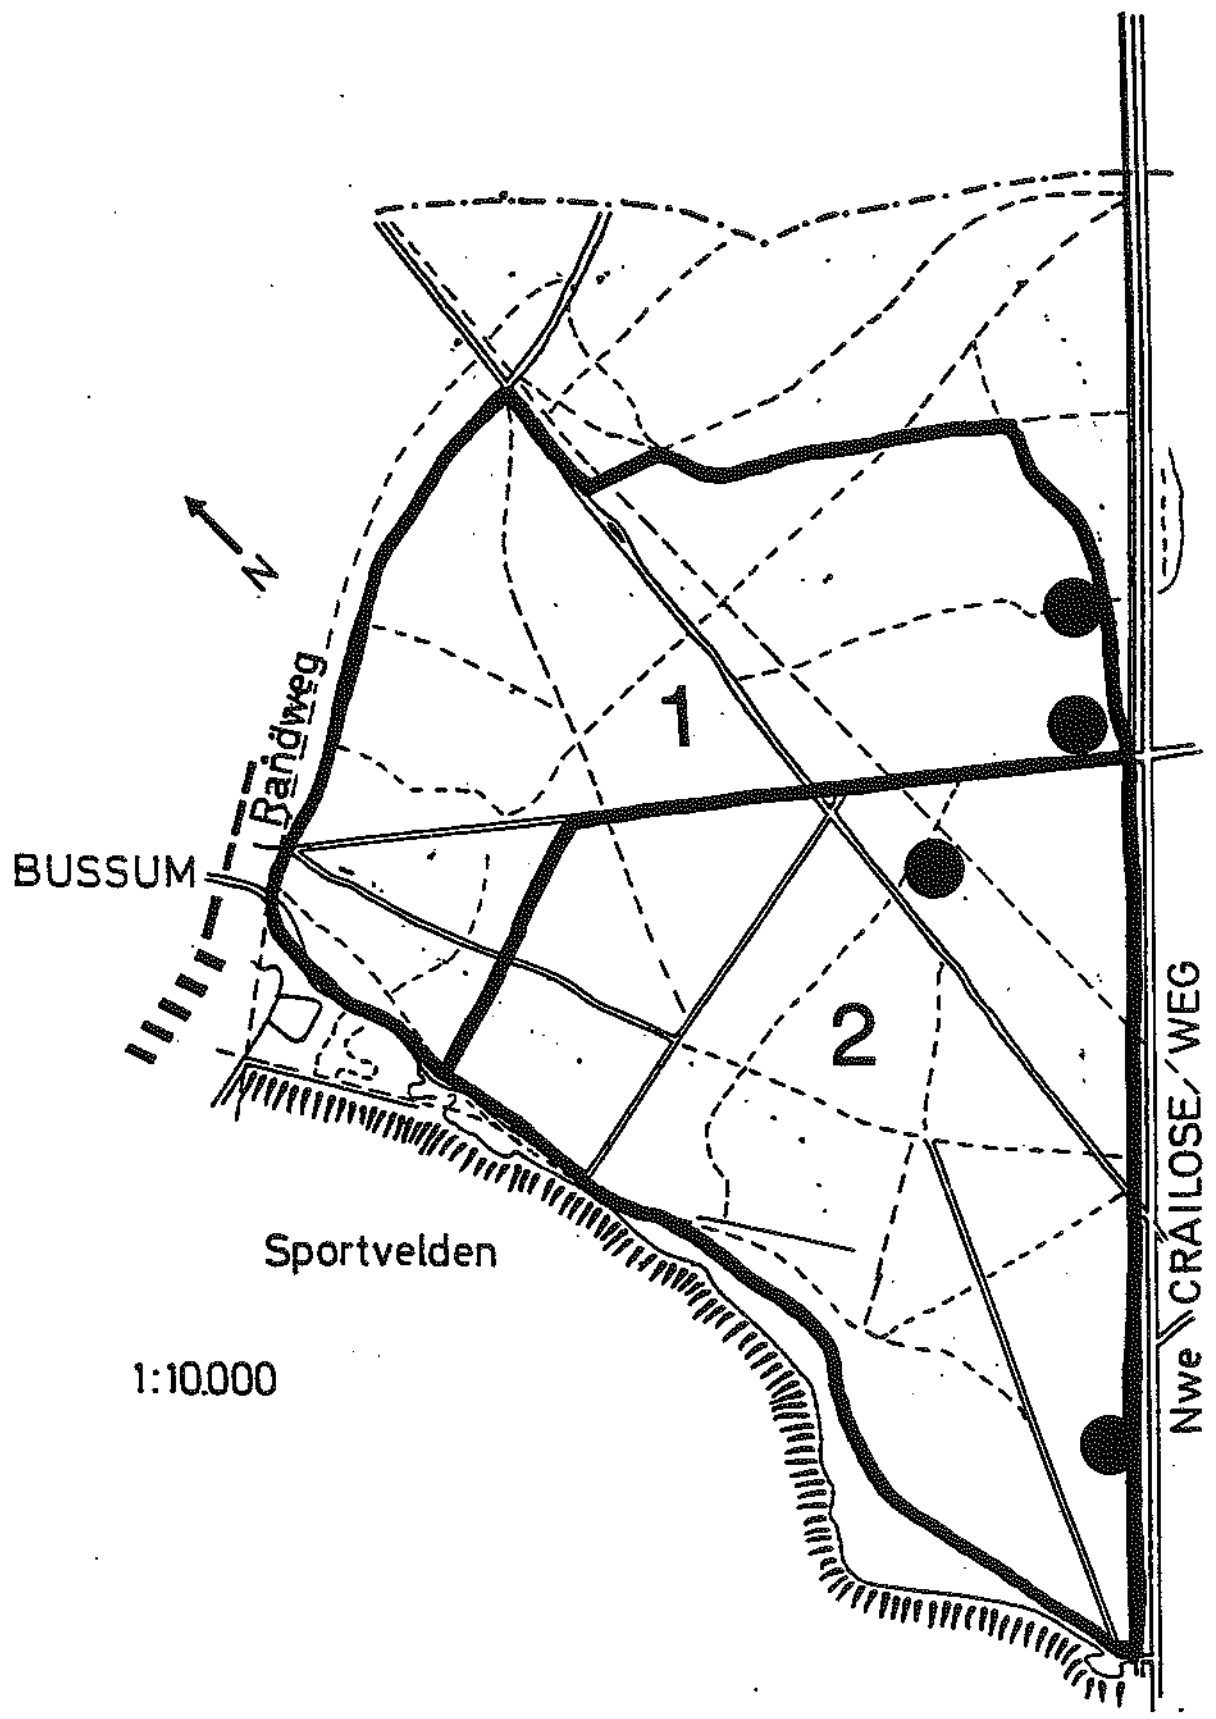 N
Randweg
1
BUSSUM
2
Nwe CRAILOSE WEG
Sportvelden
1:10.000